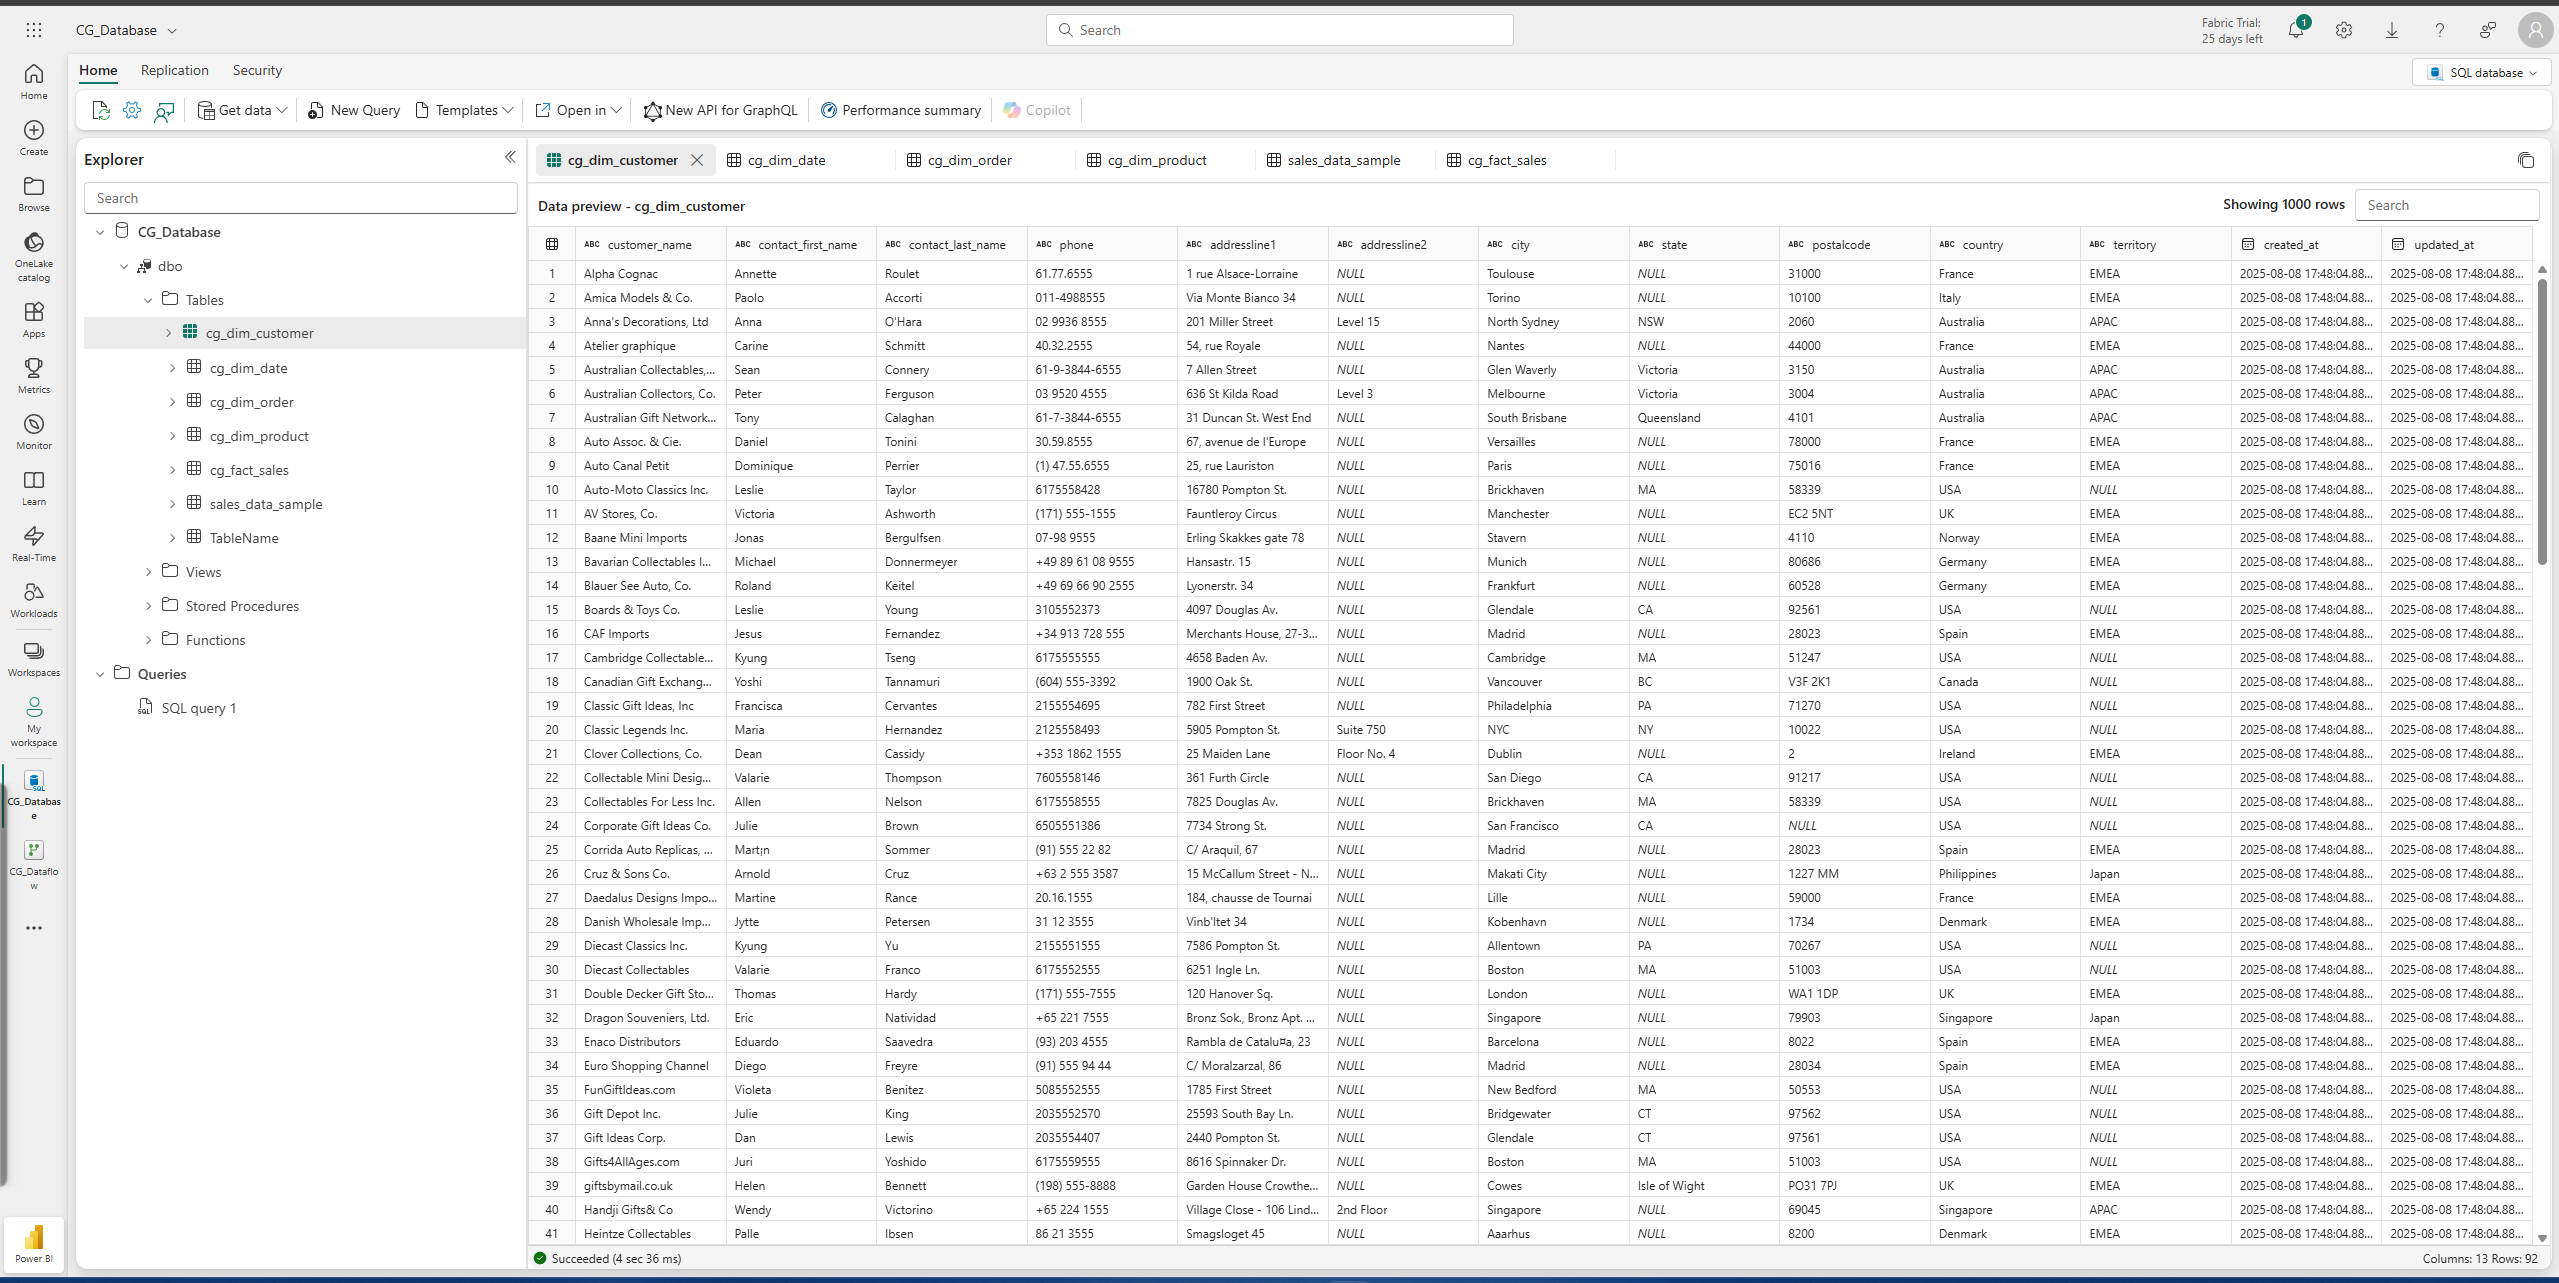 CG_Database
Search
Fabric Trial:
25 days left
1
Home Replication Security
SQL database
Get data New Query Templates Open in New API for GraphQL Performance summary Copilot
Home
Create
Browse
OneLake
catalog
Apps
Metrics
Monitor
Learn
Real-Time
Workloads
Workspaces
My
workspace
CG_Databas
e
CG_Dataflo
w
Power BI
Explorer
Search
CG_Database
dbo
Tables
cg_dim_customer
cg_dim_date
cg_dim_order
cg_dim_product
cg_fact_sales
sales_data_sample
TableName
Views
Stored Procedures
Functions
Queries
SQL query 1
cg_dim_customer cg_dim_date cg_dim_order cg_dim_product sales_data_sample cg_fact_sales
Data preview - cg_dim_customer Showing 1000 rows Search
ABC customer_name ABC contact_first_name ABC contact_last_name ABC phone ABC addressline1 ABC addressline2 ABC city ABC state ABC postalcode ABC country ABC territory created_at updated_at
1 Alpha Cognac Annette Roulet 61.77.6555 1 rue Alsace-Lorraine NULL Toulouse NULL 31000 France EMEA 2025-08-08 17:48:04.88... 2025-08-08 17:48:04.88...
2 Amica Models & Co. Paolo Accorti 011-4988555 Via Monte Bianco 34 NULL Torino NULL 10100 Italy EMEA 2025-08-08 17:48:04.88... 2025-08-08 17:48:04.88...
3 Anna's Decorations, Ltd Anna O'Hara 02 9936 8555 201 Miller Street Level 15 North Sydney NSW 2060 Australia APAC 2025-08-08 17:48:04.88... 2025-08-08 17:48:04.88...
4 Atelier graphique Carine Schmitt 40.32.2555 54, rue Royale NULL Nantes NULL 44000 France EMEA 2025-08-08 17:48:04.88... 2025-08-08 17:48:04.88...
5 Australian Collectables,... Sean Connery 61-9-3844-6555 7 Allen Street NULL Glen Waverly Victoria 3150 Australia APAC 2025-08-08 17:48:04.88... 2025-08-08 17:48:04.88...
6 Australian Collectors, Co. Peter Ferguson 03 9520 4555 636 St Kilda Road Level 3 Melbourne Victoria 3004 Australia APAC 2025-08-08 17:48:04.88... 2025-08-08 17:48:04.88...
7 Australian Gift Network... Tony Calaghan 61-7-3844-6555 31 Duncan St. West End NULL South Brisbane Queensland 4101 Australia APAC 2025-08-08 17:48:04.88... 2025-08-08 17:48:04.88...
8 Auto Assoc. & Cie. Daniel Tonini 30.59.8555 67, avenue de l'Europe NULL Versailles NULL 78000 France EMEA 2025-08-08 17:48:04.88... 2025-08-08 17:48:04.88...
9 Auto Canal Petit Dominique Perrier (1) 47.55.6555 25, rue Lauriston NULL Paris NULL 75016 France EMEA 2025-08-08 17:48:04.88... 2025-08-08 17:48:04.88...
10 Auto-Moto Classics Inc. Leslie Taylor 6175558428 16780 Pompton St. NULL Brickhaven MA 58339 USA NULL 2025-08-08 17:48:04.88... 2025-08-08 17:48:04.88...
11 AV Stores, Co. Victoria Ashworth (171) 555-1555 Fauntleroy Circus NULL Manchester NULL EC2 5NT UK EMEA 2025-08-08 17:48:04.88... 2025-08-08 17:48:04.88...
12 Baane Mini Imports Jonas Bergulfsen 07-98 9555 Erling Skakkes gate 78 NULL Stavern NULL 4110 Norway EMEA 2025-08-08 17:48:04.88... 2025-08-08 17:48:04.88...
13 Bavarian Collectables I... Michael Donnermeyer +49 89 61 08 9555 Hansastr. 15 NULL Munich NULL 80686 Germany EMEA 2025-08-08 17:48:04.88... 2025-08-08 17:48:04.88...
14 Blauer See Auto, Co. Roland Keitel +49 69 66 90 2555 Lyonerstr. 34 NULL Frankfurt NULL 60528 Germany EMEA 2025-08-08 17:48:04.88... 2025-08-08 17:48:04.88...
15 Boards & Toys Co. Leslie Young 3105552373 4097 Douglas Av. NULL Glendale CA 92561 USA NULL 2025-08-08 17:48:04.88... 2025-08-08 17:48:04.88...
16 CAF Imports Jesus Fernandez +34 913 728 555 Merchants House, 27-3... NULL Madrid NULL 28023 Spain EMEA 2025-08-08 17:48:04.88... 2025-08-08 17:48:04.88...
17 Cambridge Collectable... Kyung Tseng 6175555555 4658 Baden Av. NULL Cambridge MA 51247 USA NULL 2025-08-08 17:48:04.88... 2025-08-08 17:48:04.88...
18 Canadian Gift Exchang... Yoshi Tannamuri (604) 555-3392 1900 Oak St. NULL Vancouver BC V3F 2K1 Canada NULL 2025-08-08 17:48:04.88... 2025-08-08 17:48:04.88...
19 Classic Gift Ideas, Inc Francisca Cervantes 2155554695 782 First Street NULL Philadelphia PA 71270 USA NULL 2025-08-08 17:48:04.88... 2025-08-08 17:48:04.88...
20 Classic Legends Inc. Maria Hernandez 2125558493 5905 Pompton St. Suite 750 NYC NY 10022 USA NULL 2025-08-08 17:48:04.88... 2025-08-08 17:48:04.88...
21 Clover Collections, Co. Dean Cassidy +353 1862 1555 25 Maiden Lane Floor No. 4 Dublin NULL 2 Ireland EMEA 2025-08-08 17:48:04.88... 2025-08-08 17:48:04.88...
22 Collectable Mini Desig... Valarie Thompson 7605558146 361 Furth Circle NULL San Diego CA 91217 USA NULL 2025-08-08 17:48:04.88... 2025-08-08 17:48:04.88...
23 Collectables For Less Inc. Allen Nelson 6175558555 7825 Douglas Av. NULL Brickhaven MA 58339 USA NULL 2025-08-08 17:48:04.88... 2025-08-08 17:48:04.88...
24 Corporate Gift Ideas Co. Julie Brown 6505551386 7734 Strong St. NULL San Francisco CA NULL USA NULL 2025-08-08 17:48:04.88... 2025-08-08 17:48:04.88...
25 Corrida Auto Replicas, ... Mart¡n Sommer (91) 555 22 82 C/ Araquil, 67 NULL Madrid NULL 28023 Spain EMEA 2025-08-08 17:48:04.88... 2025-08-08 17:48:04.88...
26 Cruz & Sons Co. Arnold Cruz +63 2 555 3587 15 McCallum Street - N... NULL Makati City NULL 1227 MM Philippines Japan 2025-08-08 17:48:04.88... 2025-08-08 17:48:04.88...
27 Daedalus Designs Impo... Martine Rance 20.16.1555 184, chausse de Tournai NULL Lille NULL 59000 France EMEA 2025-08-08 17:48:04.88... 2025-08-08 17:48:04.88...
28 Danish Wholesale Imp... Jytte Petersen 31 12 3555 Vinb'ltet 34 NULL Kobenhavn NULL 1734 Denmark EMEA 2025-08-08 17:48:04.88... 2025-08-08 17:48:04.88...
29 Diecast Classics Inc. Kyung Yu 2155551555 7586 Pompton St. NULL Allentown PA 70267 USA NULL 2025-08-08 17:48:04.88... 2025-08-08 17:48:04.88...
30 Diecast Collectables Valarie Franco 6175552555 6251 Ingle Ln. NULL Boston MA 51003 USA NULL 2025-08-08 17:48:04.88... 2025-08-08 17:48:04.88...
31 Double Decker Gift Sto... Thomas Hardy (171) 555-7555 120 Hanover Sq. NULL London NULL WA1 1DP UK EMEA 2025-08-08 17:48:04.88... 2025-08-08 17:48:04.88...
32 Dragon Souveniers, Ltd. Eric Natividad +65 221 7555 Bronz Sok., Bronz Apt. ... NULL Singapore NULL 79903 Singapore Japan 2025-08-08 17:48:04.88... 2025-08-08 17:48:04.88...
33 Enaco Distributors Eduardo Saavedra (93) 203 4555 Rambla de Catalu¤a, 23 NULL Barcelona NULL 8022 Spain EMEA 2025-08-08 17:48:04.88... 2025-08-08 17:48:04.88...
34 Euro Shopping Channel Diego Freyre (91) 555 94 44 C/ Moralzarzal, 86 NULL Madrid NULL 28034 Spain EMEA 2025-08-08 17:48:04.88... 2025-08-08 17:48:04.88...
35 FunGiftIdeas.com Violeta Benitez 5085552555 1785 First Street NULL New Bedford MA 50553 USA NULL 2025-08-08 17:48:04.88... 2025-08-08 17:48:04.88...
36 Gift Depot Inc. Julie King 2035552570 25593 South Bay Ln. NULL Bridgewater CT 97562 USA NULL 2025-08-08 17:48:04.88... 2025-08-08 17:48:04.88...
37 Gift Ideas Corp. Dan Lewis 2035554407 2440 Pompton St. NULL Glendale CT 97561 USA NULL 2025-08-08 17:48:04.88... 2025-08-08 17:48:04.88...
38 Gifts4AllAges.com Juri Yoshido 6175559555 8616 Spinnaker Dr. NULL Boston MA 51003 USA NULL 2025-08-08 17:48:04.88... 2025-08-08 17:48:04.88...
39 giftsbymail.co.uk Helen Bennett (198) 555-8888 Garden House Crowthe... NULL Cowes Isle of Wight PO31 7PJ UK EMEA 2025-08-08 17:48:04.88... 2025-08-08 17:48:04.88...
40 Handji Gifts& Co Wendy Victorino +65 224 1555 Village Close - 106 Lind... 2nd Floor Singapore NULL 69045 Singapore APAC 2025-08-08 17:48:04.88... 2025-08-08 17:48:04.88...
41 Heintze Collectables Palle Ibsen 86 21 3555 Smagsloget 45 NULL Aaarhus NULL 8200 Denmark EMEA 2025-08-08 17:48:04.88... 2025-08-08 17:48:04.88...
Succeeded (4 sec 36 ms) Columns: 13 Rows: 92